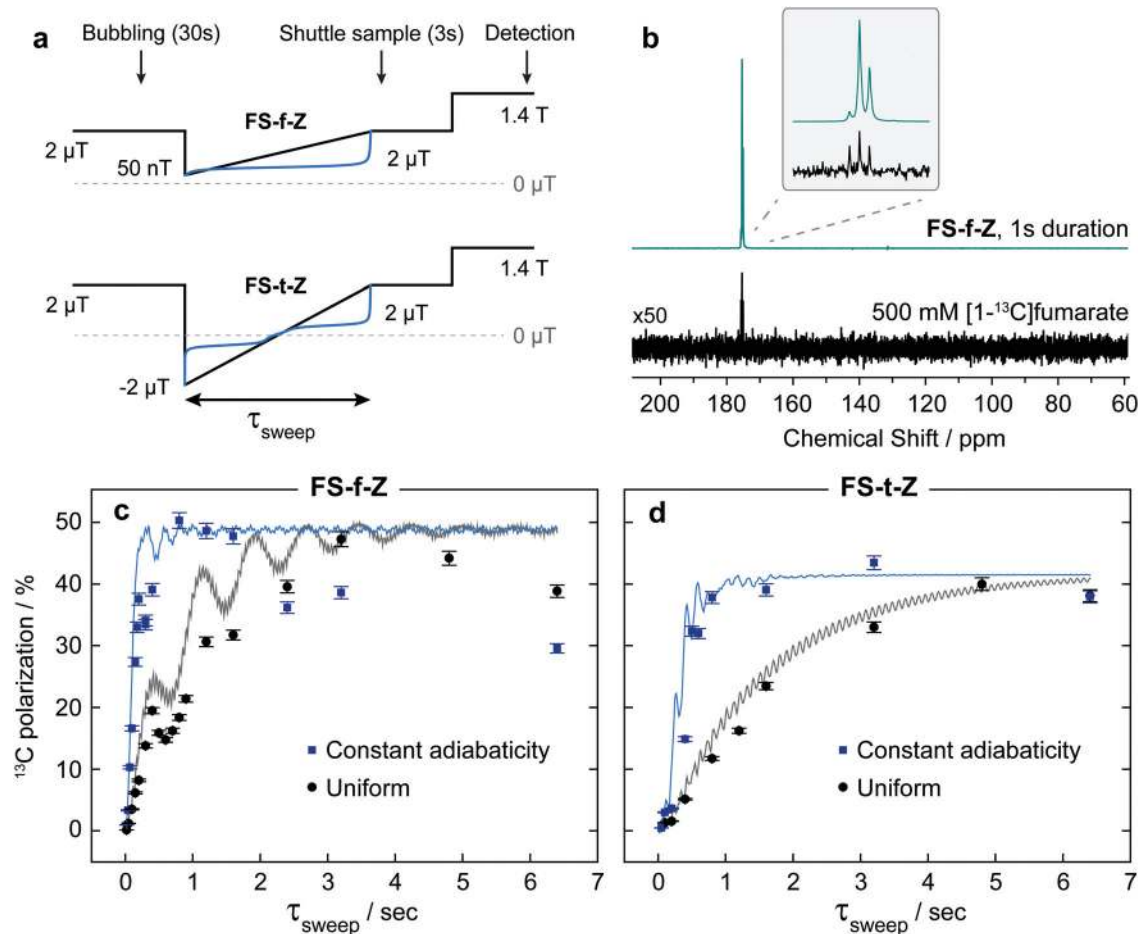 a
Bubbling (30s)
Shuttle sample (3s)
Detection
FS-f-Z
1.4 T
2 µT
50 nT
2 µT
0 µT
FS-t-Z
1.4 T
2 µT
2 µT
0 µT
-2 µT
τsweep
b
FS-f-Z, 1s duration
x50
500 mM [1-¹³C]fumarate
200 180 160 140 120 100 80 60
Chemical Shift / ppm
FS-f-Z
c
50
40
30
20
10
0
¹³C polarization / %
Constant adiabaticity
Uniform
0 1 2 3 4 5 6 7
τsweep / sec
FS-t-Z
d
Constant adiabaticity
Uniform
0 1 2 3 4 5 6 7
τsweep / sec